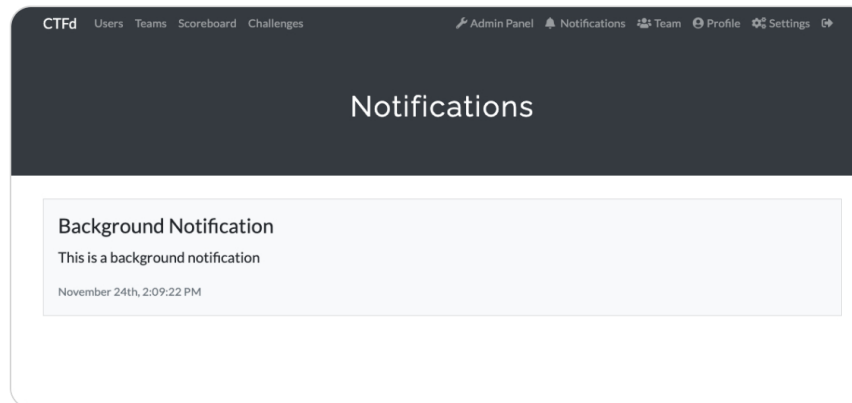 CTFd Users Teams Scoreboard Challenges Admin Panel Notifications Team Profile Settings
Notifications
Background Notification
This is a background notification
November 24th, 2:09:22 PM